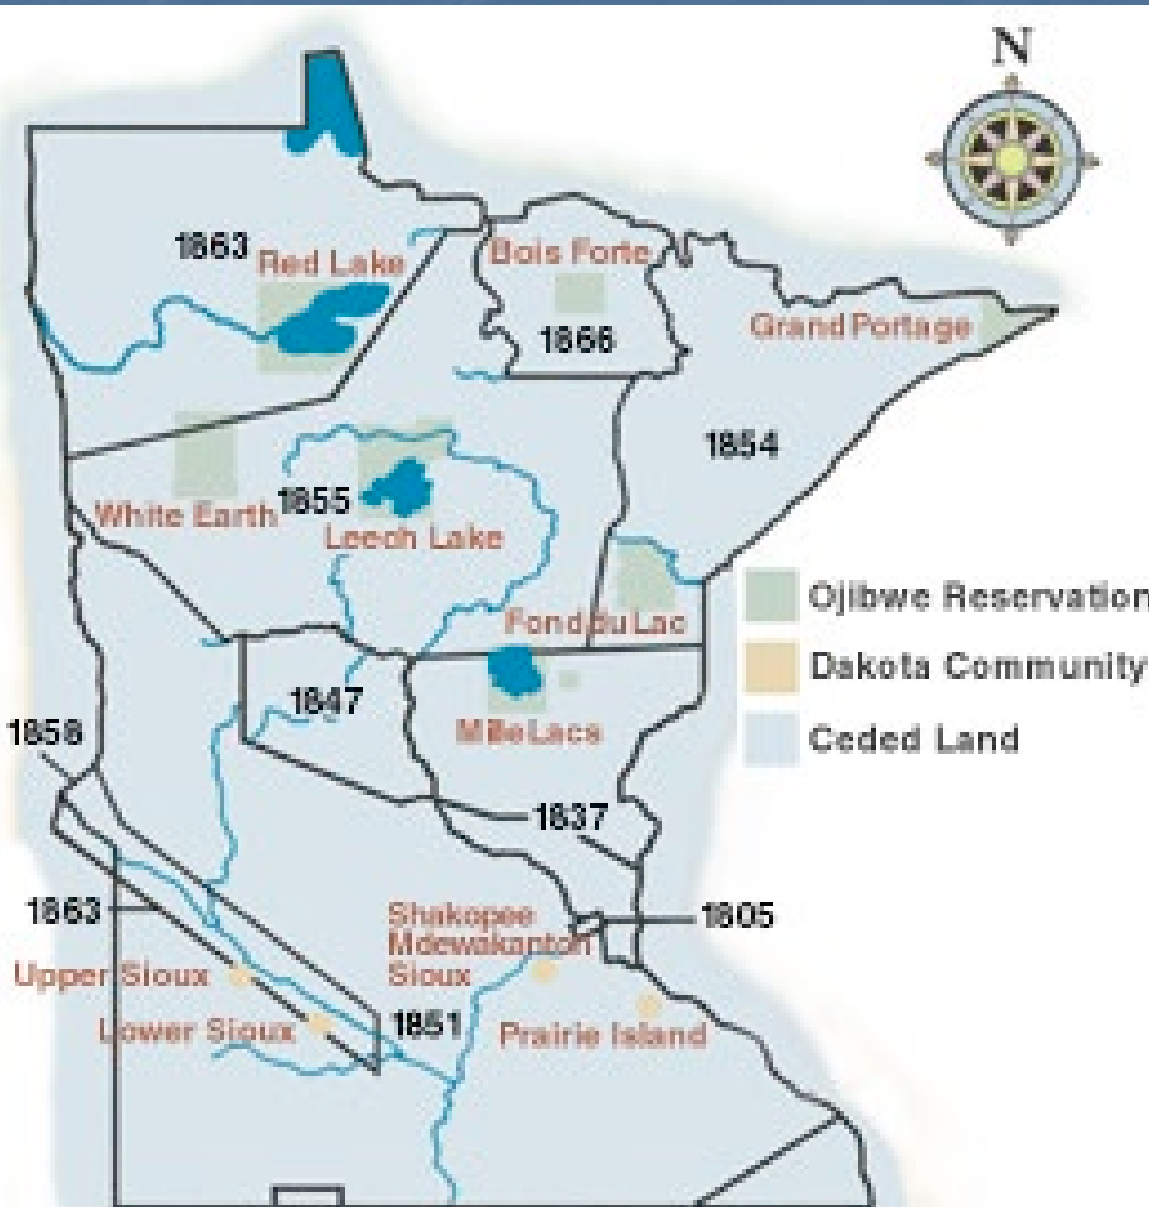 N
1863
Red Lake
Bois Forte
Grand Portage
1866
1854
1855
White Earth
Leech Lake
Fond du Lac
Ojibwe Reservation
Dakota Community
Ceded Land
1847
Mille Lacs
1858
1837
1863
Shakopee
Mdewakanton
Sioux
1805
Upper Sioux
Lower Sioux
1851
Prairie Island